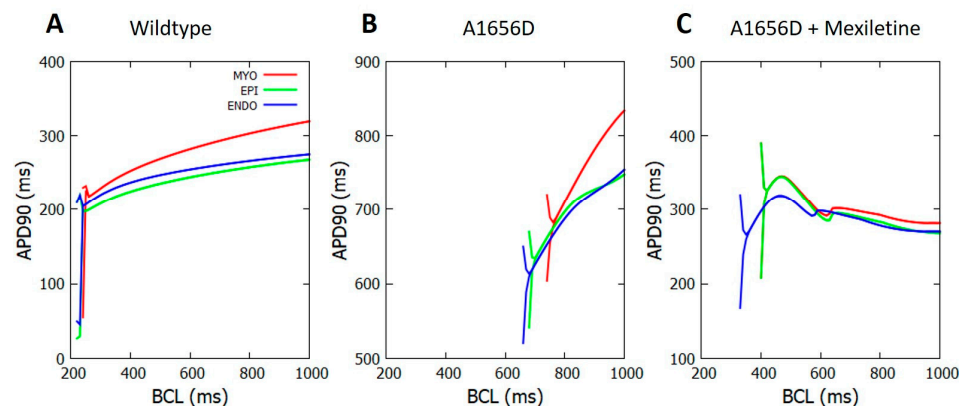 A Wildtype
400
300
200
100
0
APD90 (ms)
MYO
EPI
ENDO
200 400 600 800 1000
BCL (ms)
B A1656D
900
800
700
600
500
APD90 (ms)
200 400 600 800 1000
BCL (ms)
C A1656D + Mexiletine
500
400
300
200
100
APD90 (ms)
200 400 600 800 1000
BCL (ms)